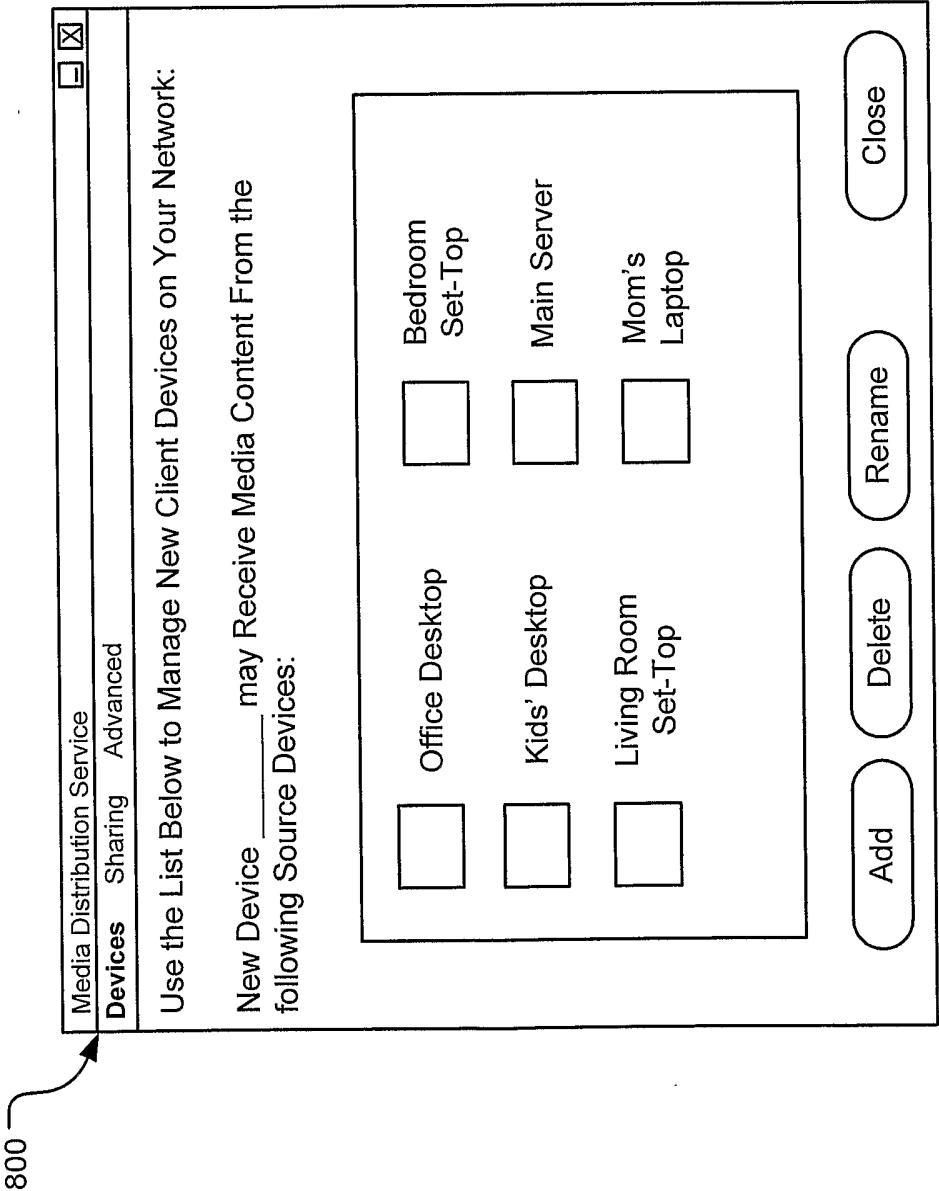 800
Media Distribution Service
Devices Sharing Advanced
Use the List Below to Manage New Client Devices on Your Network:
New Device ________ may Receive Media Content From the
following Source Devices:
Office Desktop
Bedroom
Set-Top
Kids' Desktop
Main Server
Living Room
Set-Top
Mom's
Laptop
Add
Delete
Rename
Close